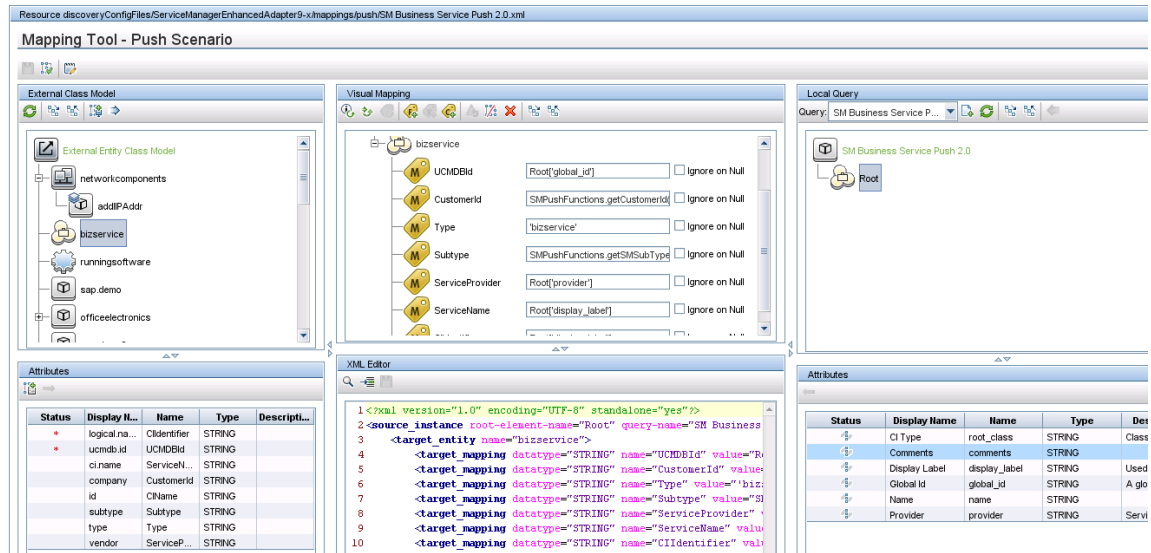 Resource discoveryConfigFiles/ServiceManagerEnhancedAdapter9-x/mappings/push/SM Business Service Push 2.0.xml
Mapping Tool - Push Scenario
External Class Model
External Entity Class Model
networkcomponents
addIPAddr
bizservice
runningsoftware
sap.demo
officeelectronics
Visual Mapping
bizservice
M UCMDBId Root['global_id'] Ignore on Null
M CustomerId SMPushFunctions.getCustomerId( Ignore on Null
M Type 'bizservice' Ignore on Null
M Subtype SMPushFunctions.getSMSubType Ignore on Null
M ServiceProvider Root['provider'] Ignore on Null
M ServiceName Root['display_label'] Ignore on Null
Local Query
Query: SM Business Service P...
SM Business Service Push 2.0
Root
Attributes
Status Display N... Name Type Descripti...
* logical.na... CIIdentifier STRING
* ucmdb.id UCMDBId STRING
ci.name ServiceN... STRING
company CustomerId STRING
id CIName STRING
subtype Subtype STRING
type Type STRING
vendor ServiceP... STRING
XML Editor
1 <?xml version="1.0" encoding="UTF-8" standalone="yes"?>
2 <source_instance root-element-name="Root" query-name="SM Business
3 <target_entity name="bizservice">
4 <target_mapping datatype="STRING" name="UCMDBId" value="R
5 <target_mapping datatype="STRING" name="CustomerId" value=
6 <target_mapping datatype="STRING" name="Type" value="'biz
7 <target_mapping datatype="STRING" name="Subtype" value="S
8 <target_mapping datatype="STRING" name="ServiceProvider"
9 <target_mapping datatype="STRING" name="ServiceName" valu
10 <target_mapping datatype="STRING" name="CIIdentifier" val
Attributes
Status Display Name Name Type Des
CI Type root_class STRING Class
Comments comments STRING
Display Label display_label STRING Used
Global Id global_id STRING A glo
Name name STRING
Provider provider STRING Servi